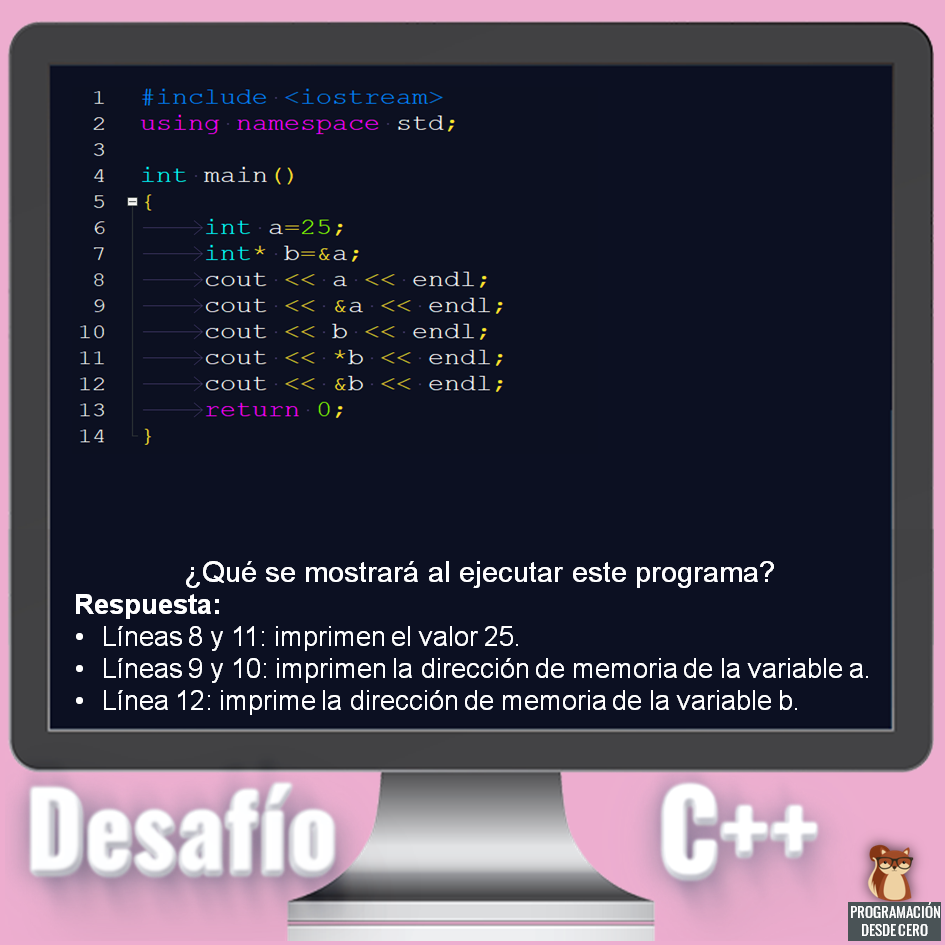 1 #include <iostream>
2 using namespace std;
3
4 int main()
5 {
6 int a=25;
7 int* b=&a;
8 cout << a << endl;
9 cout << &a << endl;
10 cout << b << endl;
11 cout << *b << endl;
12 cout << &b << endl;
13 return 0;
14 }
¿Qué se mostrará al ejecutar este programa?
Respuesta:
• Líneas 8 y 11: imprimen el valor 25.
• Líneas 9 y 10: imprimen la dirección de memoria de la variable a.
• Línea 12: imprime la dirección de memoria de la variable b.
Desafío C++
PROGRAMACIÓN
DESDE CERO